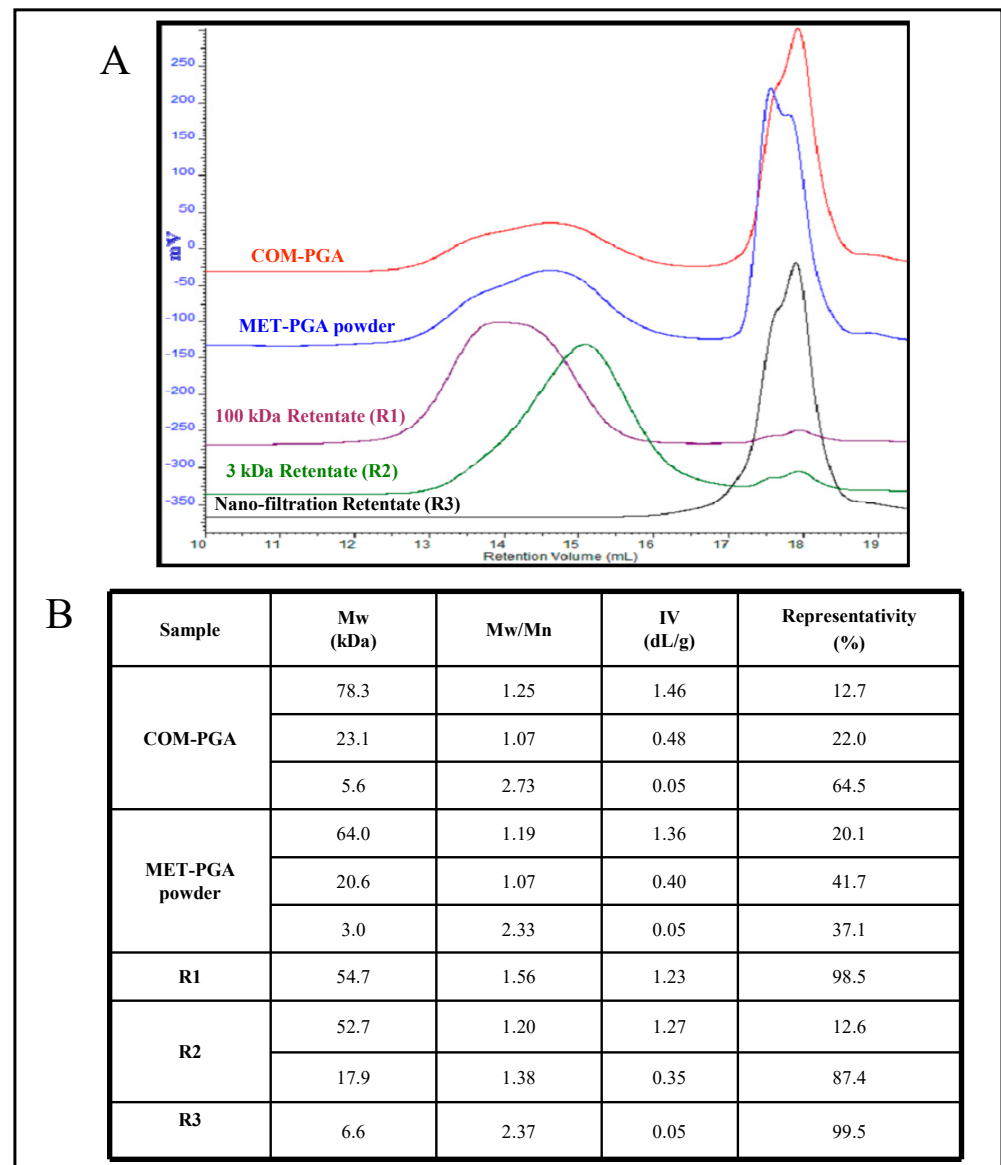 A
250
200
150
100
50
0
-50
-100
-150
-200
-250
-300
-350
mV
COM-PGA
MET-PGA powder
100 kDa Retentate (R1)
3 kDa Retentate (R2)
Nano-filtration Retentate (R3)
10 11 12 13 14 15 16 17 18 19
Retention Volume (mL)
B
Sample Mw (kDa) Mw/Mn IV (dL/g) Representativity (%)
COM-PGA 78.3 1.25 1.46 12.7
23.1 1.07 0.48 22.0
5.6 2.73 0.05 64.5
MET-PGA powder 64.0 1.19 1.36 20.1
20.6 1.07 0.40 41.7
3.0 2.33 0.05 37.1
R1 54.7 1.56 1.23 98.5
R2 52.7 1.20 1.27 12.6
17.9 1.38 0.35 87.4
R3 6.6 2.37 0.05 99.5